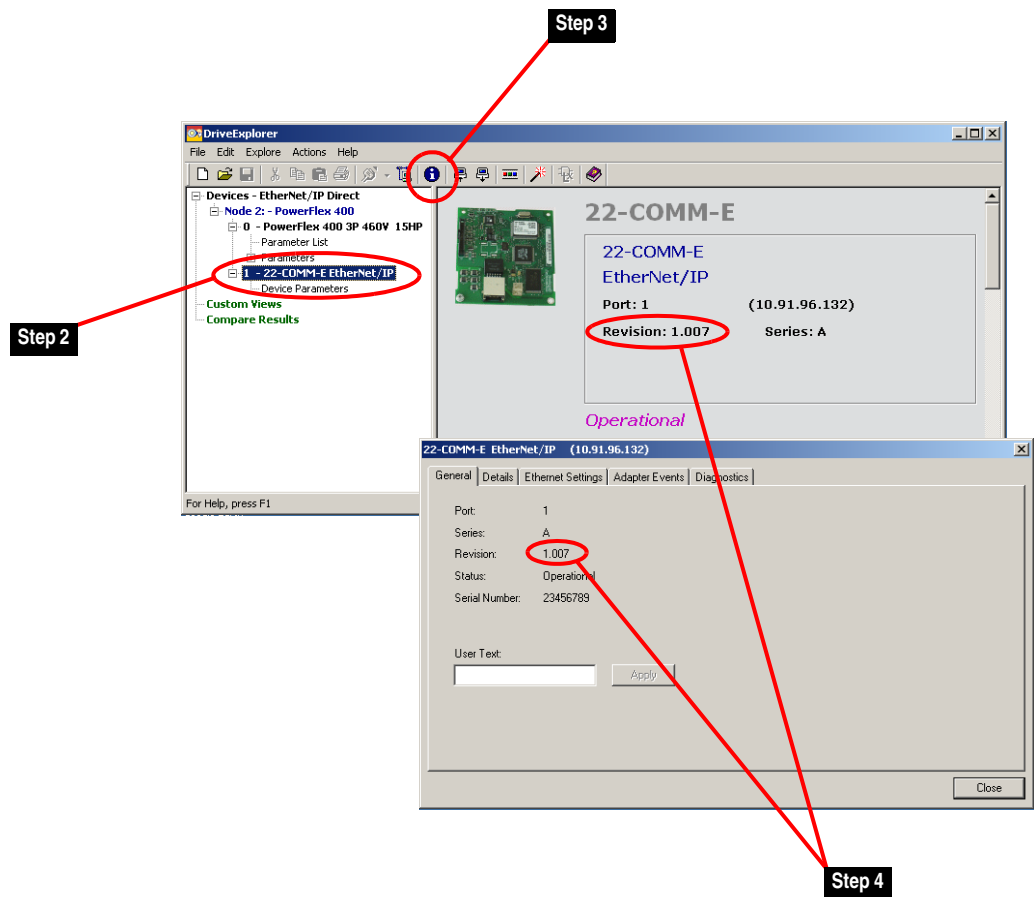 Step 3
DriveExplorer
File Edit Explore Actions Help
Devices - EtherNet/IP Direct
Node 2: - PowerFlex 400
0 - PowerFlex 400 3P 460V 15HP
Parameter List
Parameters
1 - 22-COMM-E EtherNet/IP
Device Parameters
Custom Views
Compare Results
Step 2
22-COMM-E
22-COMM-E
EtherNet/IP
Port: 1 (10.91.96.132)
Revision: 1.007 Series: A
Operational
For Help, press F1
22-COMM-E EtherNet/IP (10.91.96.132)
General Details Ethernet Settings Adapter Events Diagnostics
Port: 1
Series: A
Revision: 1.007
Status: Operational
Serial Number: 23456789
User Text:
Apply
Close
Step 4